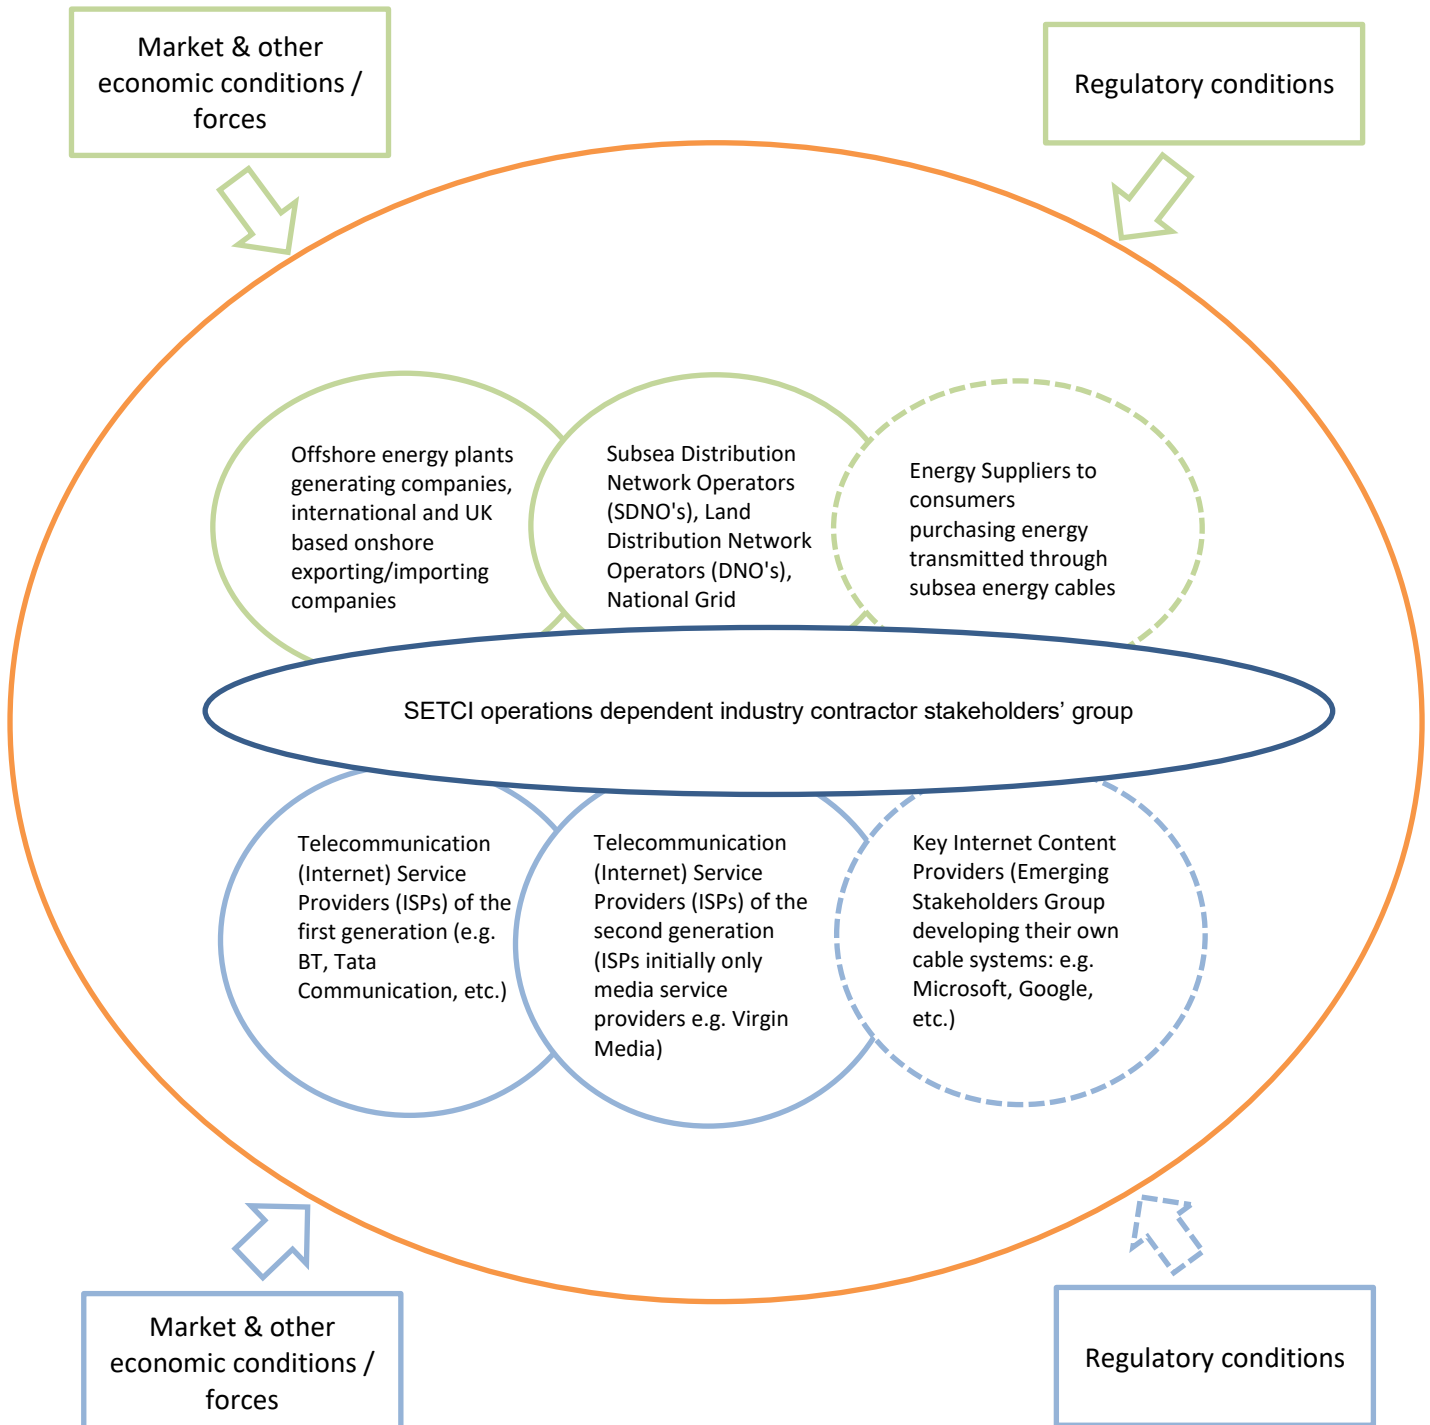 Market & other
economic conditions /
forces
Regulatory conditions
Offshore energy plants
generating companies,
international and UK
based onshore
exporting/importing
companies
Subsea Distribution
Network Operators
(SDNO's), Land
Distribution Network
Operators (DNO's),
National Grid
Energy Suppliers to
consumers
purchasing energy
transmitted through
subsea energy cables
SETCI operations dependent industry contractor stakeholders’ group
Telecommunication
(Internet) Service
Providers (ISPs) of the
first generation (e.g.
BT, Tata
Communication, etc.)
Telecommunication
(Internet) Service
Providers (ISPs) of the
second generation
(ISPs initially only
media service
providers e.g. Virgin
Media)
Key Internet Content
Providers (Emerging
Stakeholders Group
developing their own
cable systems: e.g.
Microsoft, Google,
etc.)
Market & other
economic conditions /
forces
Regulatory conditions